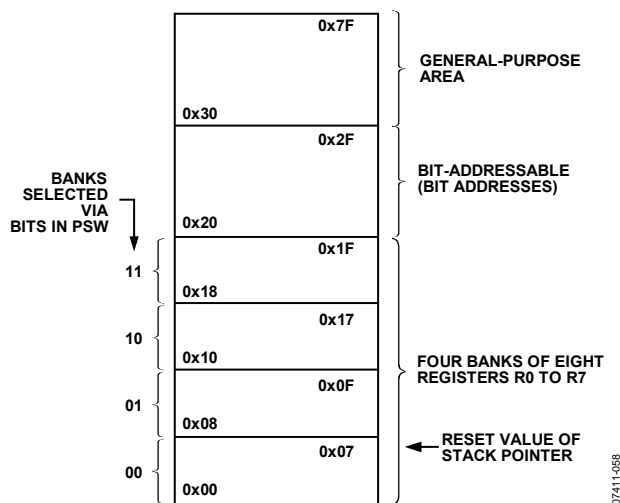 0x7F
GENERAL-PURPOSE
AREA
0x30
0x2F
BIT-ADDRESSABLE
(BIT ADDRESSES)
BANKS
SELECTED
VIA
BITS IN PSW
0x20
0x1F
11
0x18
0x17
10
0x10
FOUR BANKS OF EIGHT
REGISTERS R0 TO R7
0x0F
01
0x08
0x07
RESET VALUE OF
STACK POINTER
00
0x00
07411-058